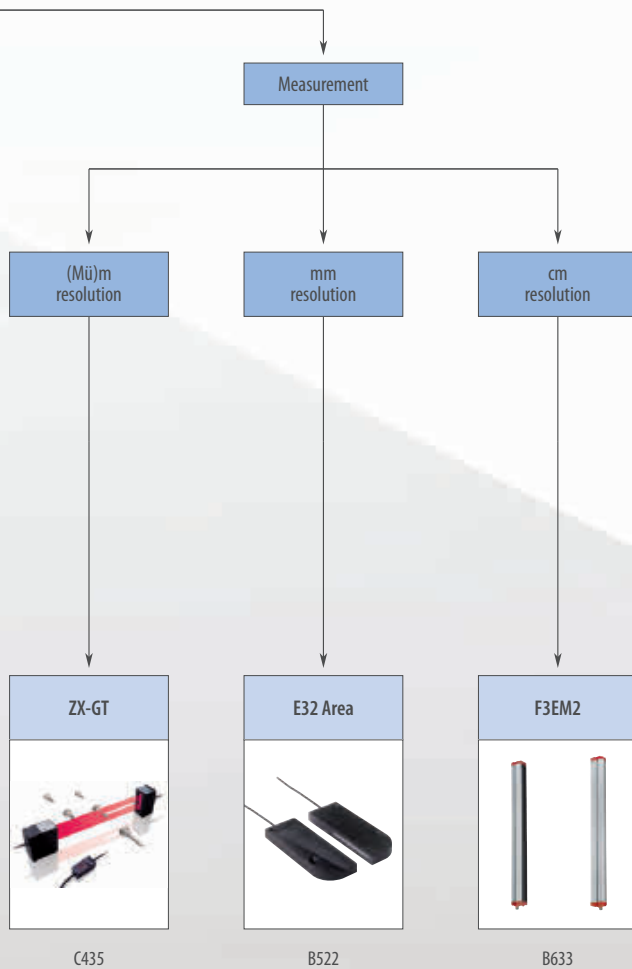 Measurement
(Mü)m
resolution
mm
resolution
cm
resolution
ZX-GT
E32 Area
F3EM2
C435
B522
B633